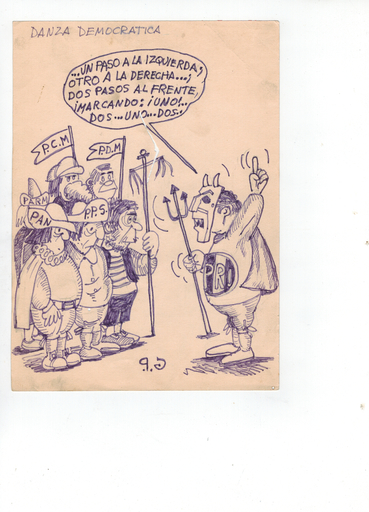 DANZA DEMOCRATICA
...UN PASO A LA IZQUIERDA,
OTRO A LA DERECHA...,
DOS PASOS AL FRENTE,
¡MARCANDO: ¡UNO!..
DOS...UNO...DOS..
P.C.M
P.D.M
PARM
PAN
P.P.S.
PRI